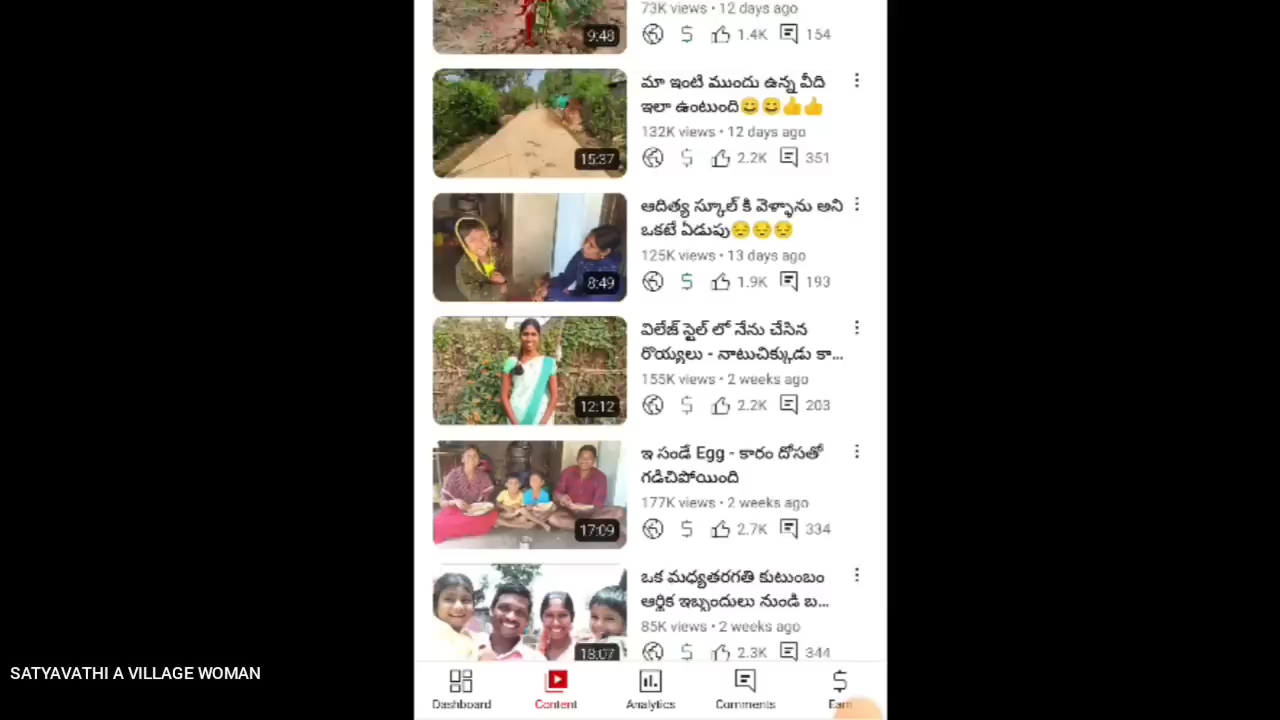 73K views • 12 days ago
9:48
1.4K 154
మా ఇంటి ముందు ఉన్న వీది
ఇలా ఉంటుంది😄😄👍👍
132K views • 12 days ago
15:37
2.2K 351
ఆదిత్య స్కూల్ కి వెళ్ళాను అని
ఒకటే ఏడుపు😔😔😔
125K views • 13 days ago
8:49
1.9K 193
విలేజ్ స్టైల్ లో నేను చేసిన
రొయ్యలు - నాటుచిక్కుడు కా...
155K views • 2 weeks ago
12:12
2.2K 203
ఇ సండే Egg - కారం దోసతో
గడిచిపోయింది
177K views • 2 weeks ago
17:09
2.7K 334
ఒక మధ్యతరగతి కుటుంబం
ఆర్థిక ఇబ్బందులు నుండి బ...
85K views • 2 weeks ago
18:07
2.3K 344
SATYAVATHI A VILLAGE WOMAN
Dashboard Content Analytics Comments Earn